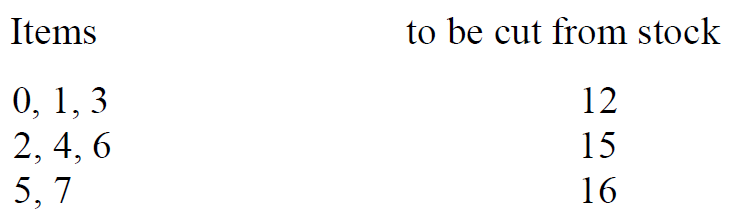 Items to be cut from stock
0, 1, 3 12
2, 4, 6 15
5, 7 16